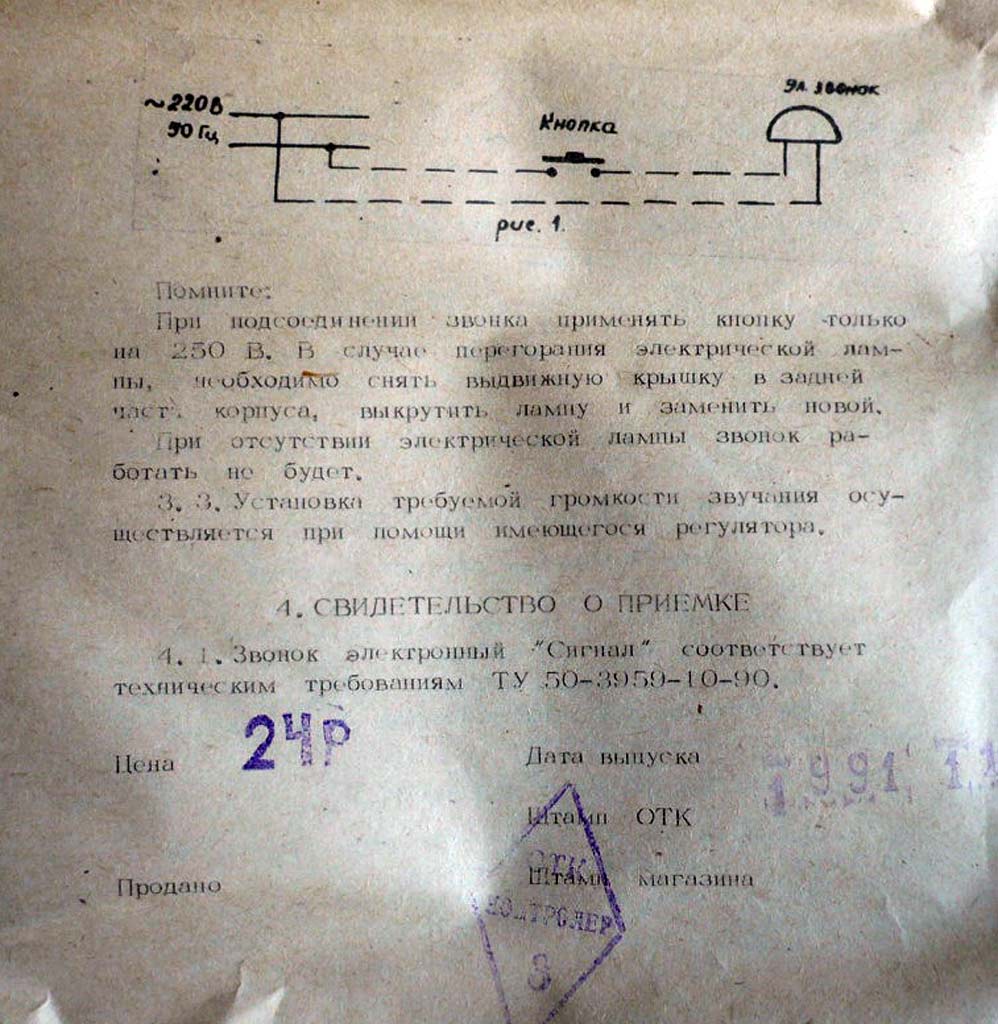 ~220В
50 Гц
Кнопка
Эл. звонок
рис. 1.
Помните:
При подсоединении звонка применять кнопку только
на 250 В. В случае перегорания электрической лам-
пы, необходимо снять выдвижную крышку в задней
части корпуса, выкрутить лампу и заменить новой.
При отсутствии электрической лампы звонок ра-
ботать не будет.
3. 3. Установка требуемой громкости звучания осу-
ществляется при помощи имеющегося регулятора.
4. СВИДЕТЕЛЬСТВО О ПРИЕМКЕ
4. 1. Звонок электронный "Сигнал" соответствует
техническим требованиям ТУ 50-3959-10-90.
Цена 24Р
Дата выпуска 1991 11
Штамп ОТК
Продано
Штамп магазина
ОТК
КОНТРОЛЕР
8